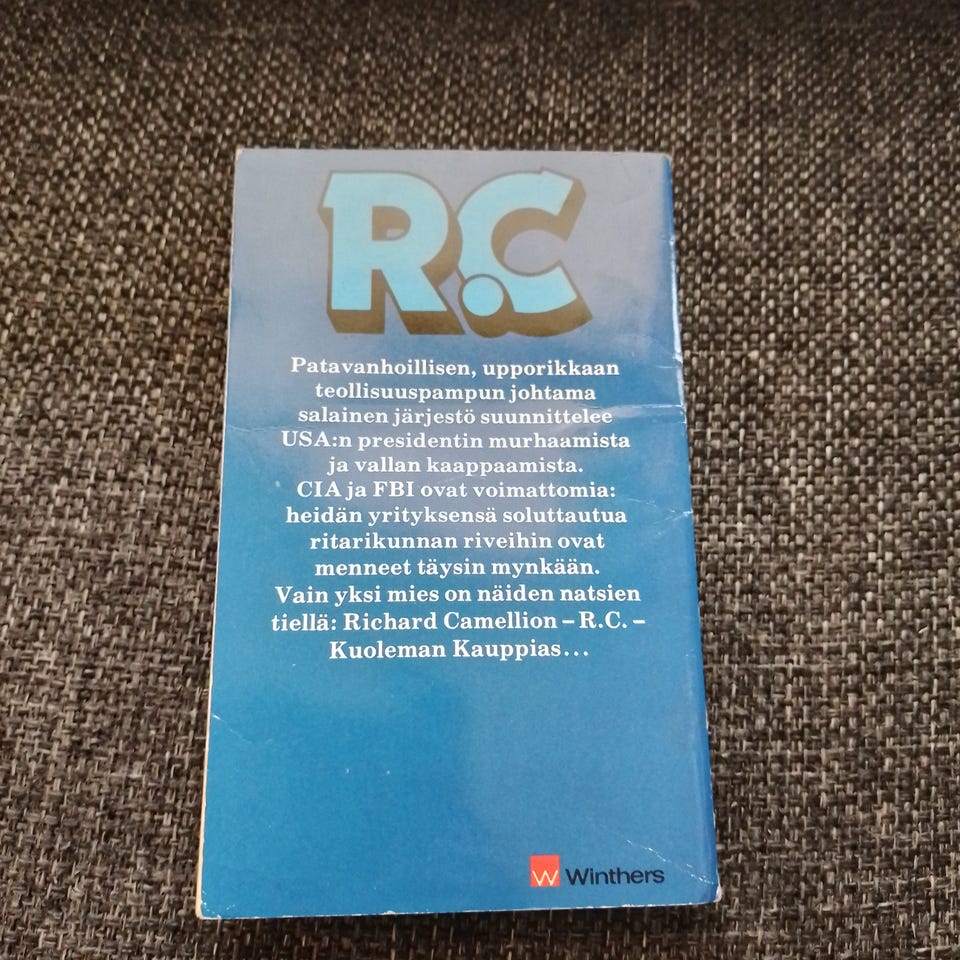 R.C
Patavanhoillisen, upporikkaan
teollisuuspampun johtama
salainen järjestö suunnittelee
USA:n presidentin murhaamista
ja vallan kaappaamista.
CIA ja FBI ovat voimattomia:
heidän yrityksensä soluttautua
ritarikunnan riveihin ovat
menneet täysin mynkään.
Vain yksi mies on näiden natsien
tiellä: Richard Camellion – R.C. –
Kuoleman Kauppias...
W Winthers